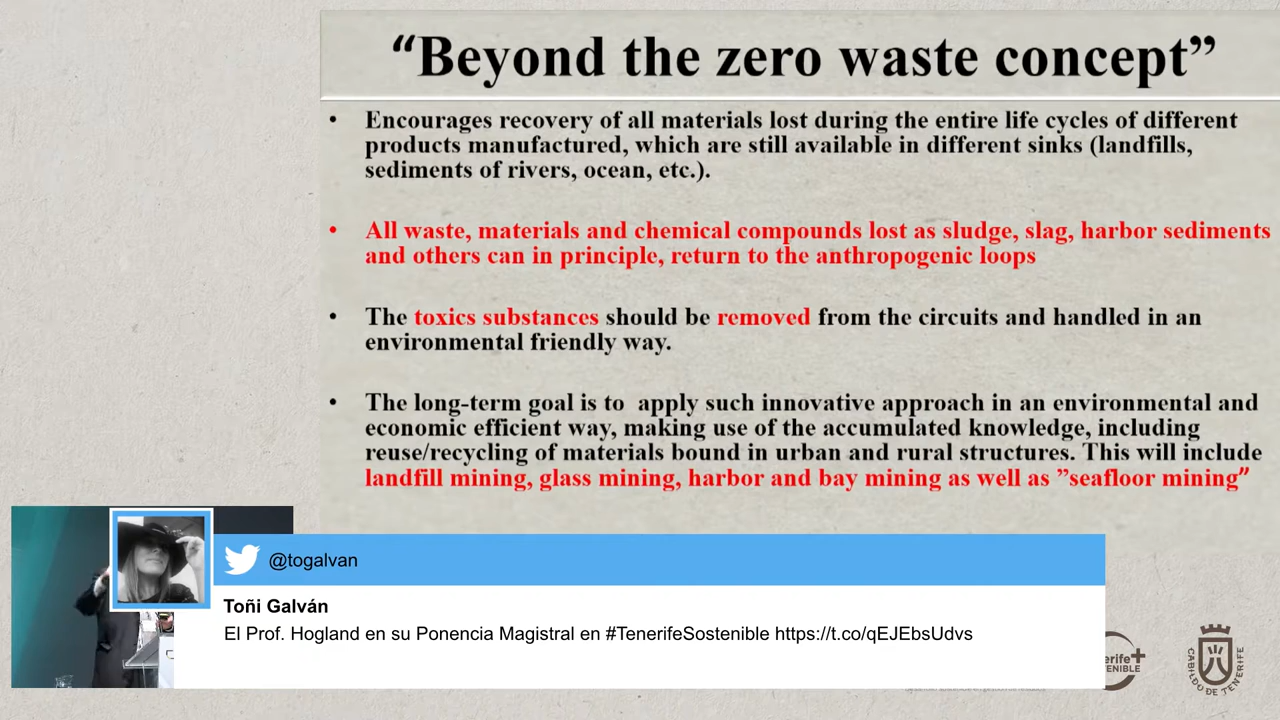 “Beyond the zero waste concept”
• Encourages recovery of all materials lost during the entire life cycles of different
products manufactured, which are still available in different sinks (landfills,
sediments of rivers, ocean, etc.).
• All waste, materials and chemical compounds lost as sludge, slag, harbor sediments
and others can in principle, return to the anthropogenic loops
• The toxics substances should be removed from the circuits and handled in an
environmental friendly way.
• The long-term goal is to apply such innovative approach in an environmental and
economic efficient way, making use of the accumulated knowledge, including
reuse/recycling of materials bound in urban and rural structures. This will include
landfill mining, glass mining, harbor and bay mining as well as ”seafloor mining”
@togalvan
Toñi Galván
El Prof. Hogland en su Ponencia Magistral en #TenerifeSostenible https://t.co/qEJEbsUdvs
erife+
ENIBLE
CABILDO DE TENERIFE